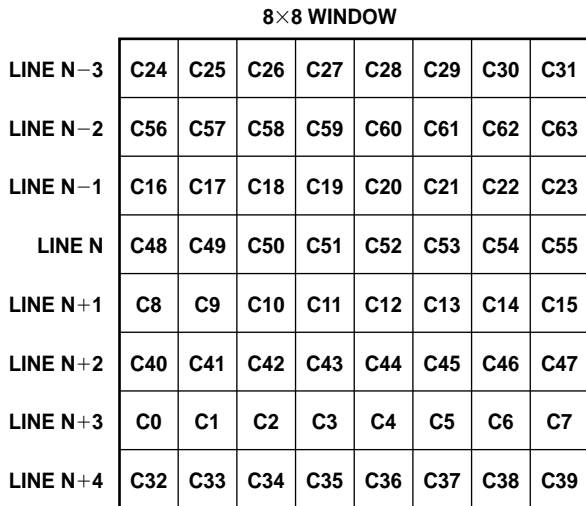 8×8 WINDOW
LINE N−3 C24 C25 C26 C27 C28 C29 C30 C31
LINE N−2 C56 C57 C58 C59 C60 C61 C62 C63
LINE N−1 C16 C17 C18 C19 C20 C21 C22 C23
LINE N C48 C49 C50 C51 C52 C53 C54 C55
LINE N+1 C8 C9 C10 C11 C12 C13 C14 C15
LINE N+2 C40 C41 C42 C43 C44 C45 C46 C47
LINE N+3 C0 C1 C2 C3 C4 C5 C6 C7
LINE N+4 C32 C33 C34 C35 C36 C37 C38 C39